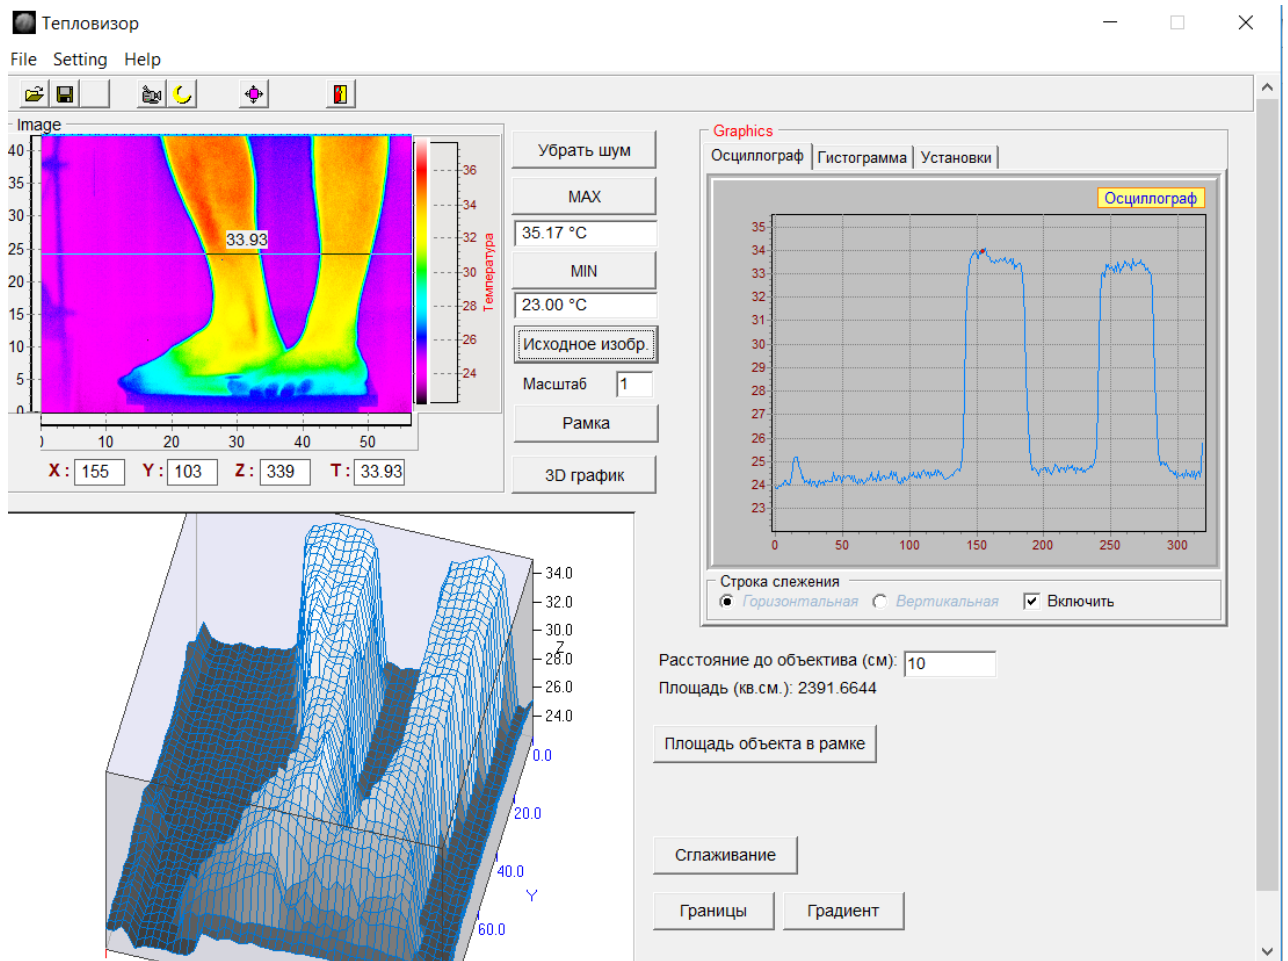 Тепловизор
File Setting Help
Image
40
35
30
25
20
15
10
5
0
33.93
36
34
32
30
28
26
24
Температура
10 20 30 40 50
X : 155 Y : 103 Z : 339 T : 33.93
Убрать шум
MAX
35.17 °C
MIN
23.00 °C
Исходное изобр.
Масштаб 1
Рамка
3D график
Graphics
Осциллограф Гистограмма Установки
Осциллограф
35
34
33
32
31
30
29
28
27
26
25
24
23
0 50 100 150 200 250 300
Строка слежения
Горизонтальная Вертикальная Включить
34.0
32.0
30.0
Z
28.0
26.0
24.0
0.0
20.0
40.0
Y
60.0
Расстояние до объектива (см): 10
Площадь (кв.см.): 2391.6644
Площадь объекта в рамке
Сглаживание
Границы Градиент